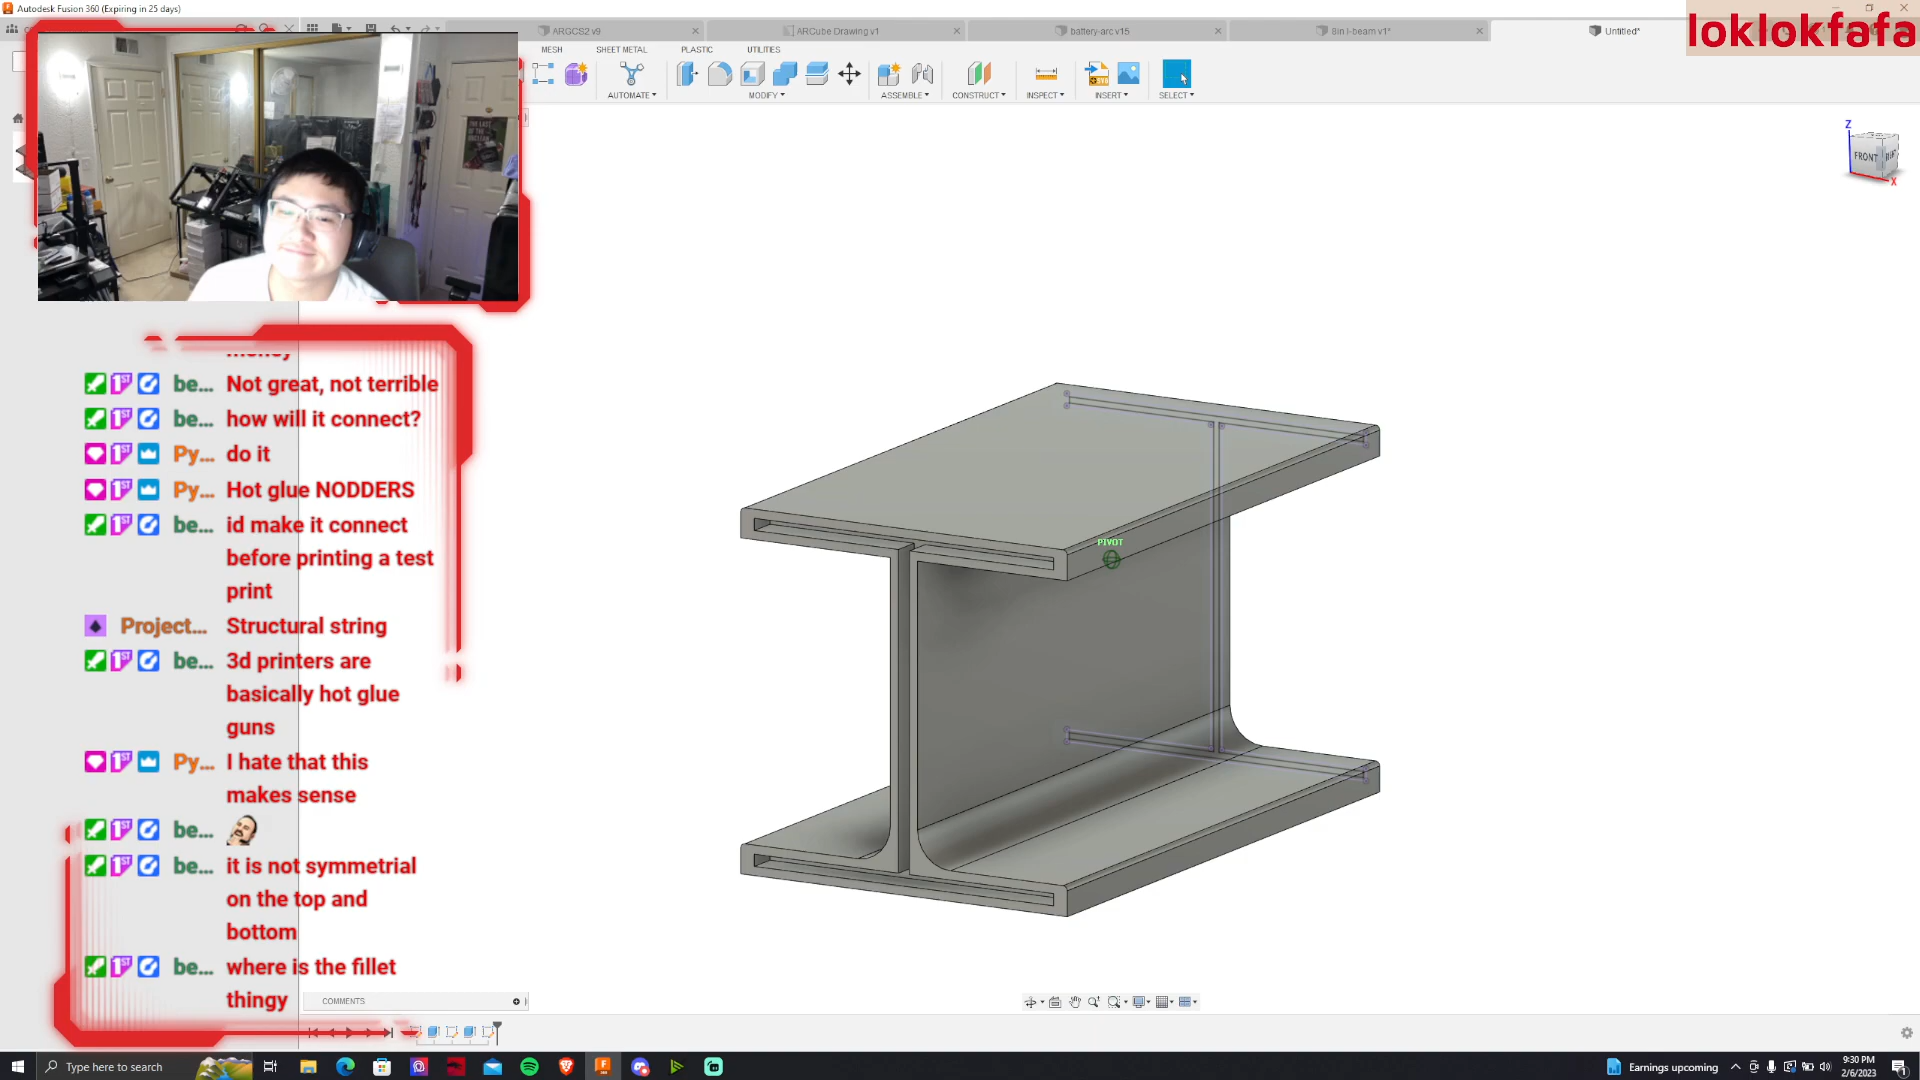 Autodesk Fusion 360 (Expiring in 25 days)
loklokfafa
ARGCS2 v9
ARCube Drawing v1
battery-arc v15
8in I-beam v1*
Untitled*
MESH
SHEET METAL
PLASTIC
UTILITIES
AUTOMATE
MODIFY
ASSEMBLE
CONSTRUCT
INSPECT
INSERT
SELECT
Z
FRONT
X
PIVOT
money
be... Not great, not terrible
be... how will it connect?
Py... do it
Py... Hot glue NODDERS
be... id make it connect
before printing a test
print
Project... Structural string
be... 3d printers are
basically hot glue
guns
Py... I hate that this
makes sense
be...
be... it is not symmetrial
on the top and
bottom
be... where is the fillet
thingy
COMMENTS
Type here to search
Earnings upcoming
9:30 PM
2/6/2023